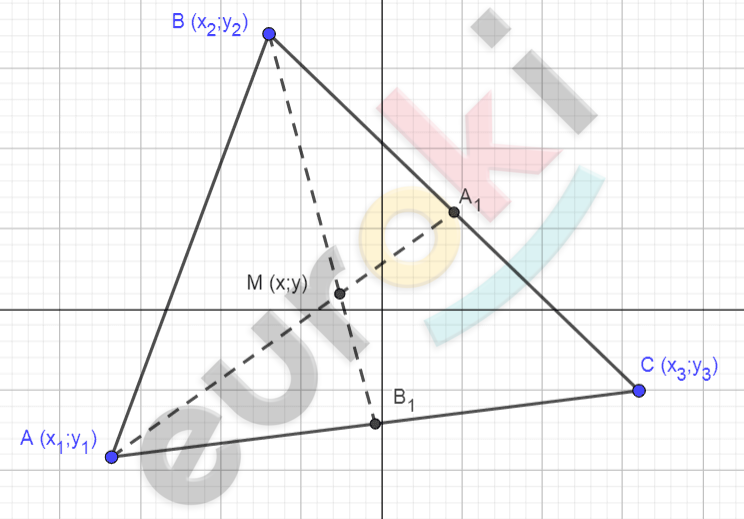 B (x₂;y₂)
A₁
M (x;y)
C (x₃;y₃)
B₁
A (x₁;y₁)
euroki